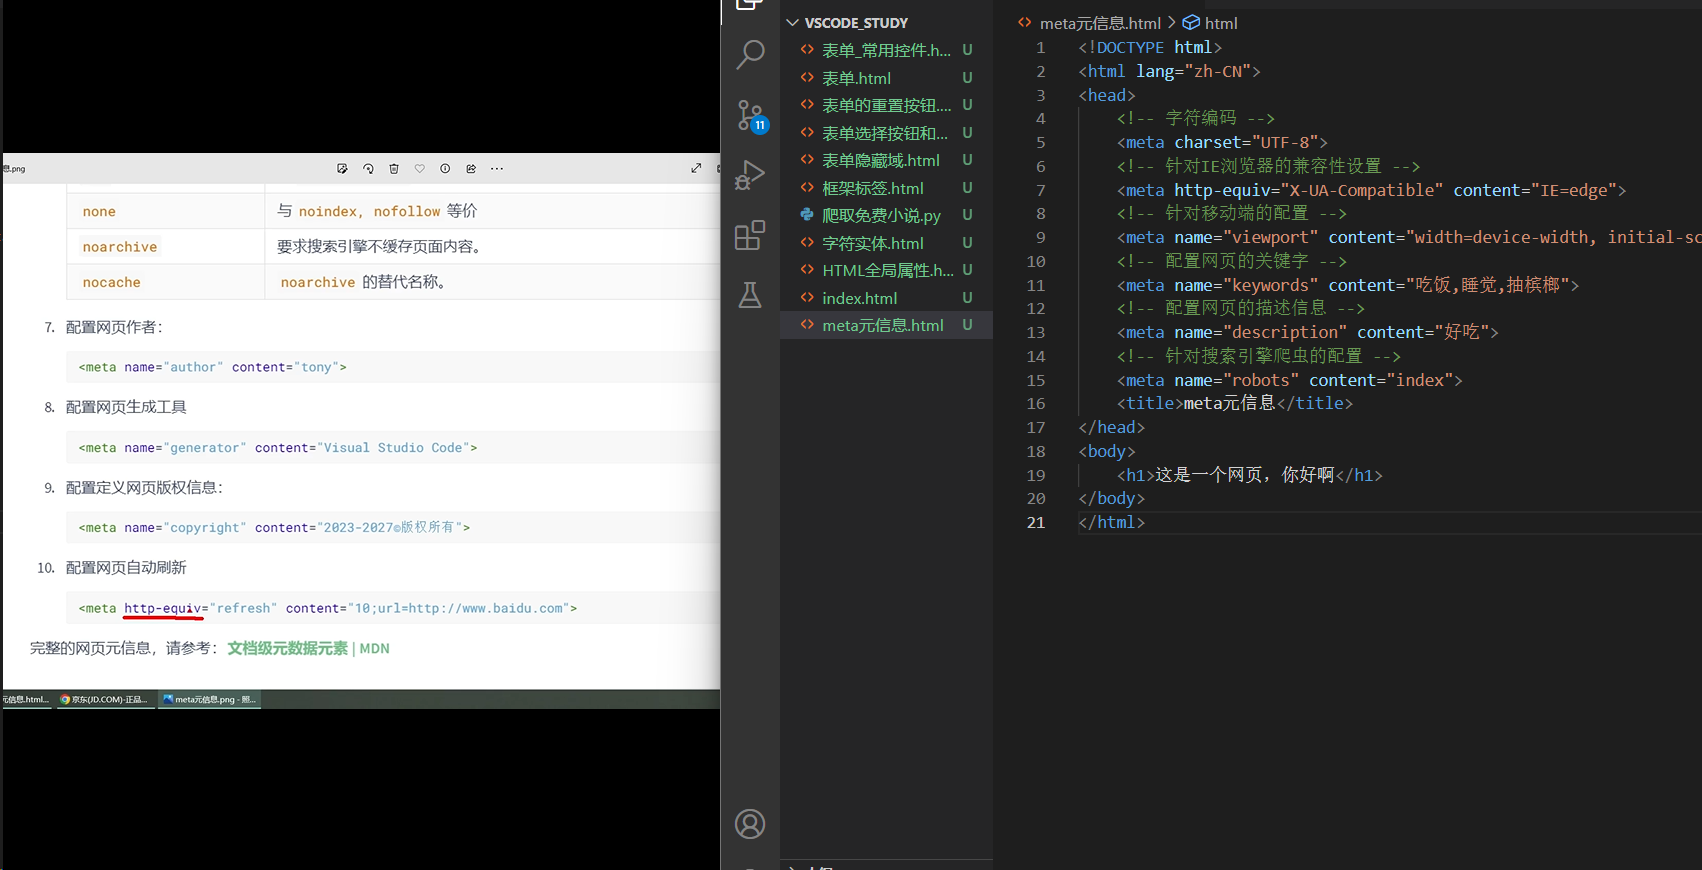 息.png
none
与 noindex, nofollow 等价
noarchive
要求搜索引擎不缓存页面内容。
nocache
noarchive 的替代名称。
7. 配置网页作者：
<meta name="author" content="tony">
8. 配置网页生成工具
<meta name="generator" content="Visual Studio Code">
9. 配置定义网页版权信息：
<meta name="copyright" content="2023-2027©版权所有">
10. 配置网页自动刷新
<meta http-equiv="refresh" content="10;url=http://www.baidu.com">
完整的网页元信息，请参考：文档级元数据元素 | MDN
元信息.html...
京东(JD.COM)-正品...
meta元信息.png - 照...
11
VSCODE_STUDY
表单_常用控件.h... U
表单.html U
表单的重置按钮.... U
表单选择按钮和... U
表单隐藏域.html U
框架标签.html U
爬取免费小说.py U
字符实体.html U
HTML全局属性.h... U
index.html U
meta元信息.html U
meta元信息.html > html
1 <!DOCTYPE html>
2 <html lang="zh-CN">
3 <head>
4 <!-- 字符编码 -->
5 <meta charset="UTF-8">
6 <!-- 针对IE浏览器的兼容性设置 -->
7 <meta http-equiv="X-UA-Compatible" content="IE=edge">
8 <!-- 针对移动端的配置 -->
9 <meta name="viewport" content="width=device-width, initial-sc
10 <!-- 配置网页的关键字 -->
11 <meta name="keywords" content="吃饭,睡觉,抽槟榔">
12 <!-- 配置网页的描述信息 -->
13 <meta name="description" content="好吃">
14 <!-- 针对搜索引擎爬虫的配置 -->
15 <meta name="robots" content="index">
16 <title>meta元信息</title>
17 </head>
18 <body>
19 <h1>这是一个网页，你好啊</h1>
20 </body>
21 </html>